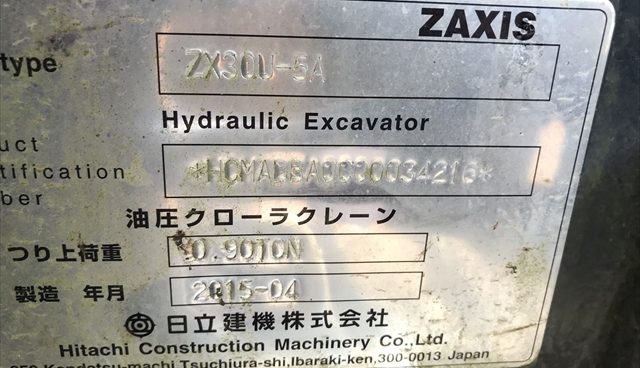 ZAXIS
type ZX30U-5A
Hydraulic Excavator
uct
tification
ber
油圧クローラクレーン
つり上荷重 0.90TON
製造 年月 2015-04
日立建機株式会社
Hitachi Construction Machinery Co.,Ltd.
Tsuchiura-shi,Ibaraki-ken,300-0013 Japan